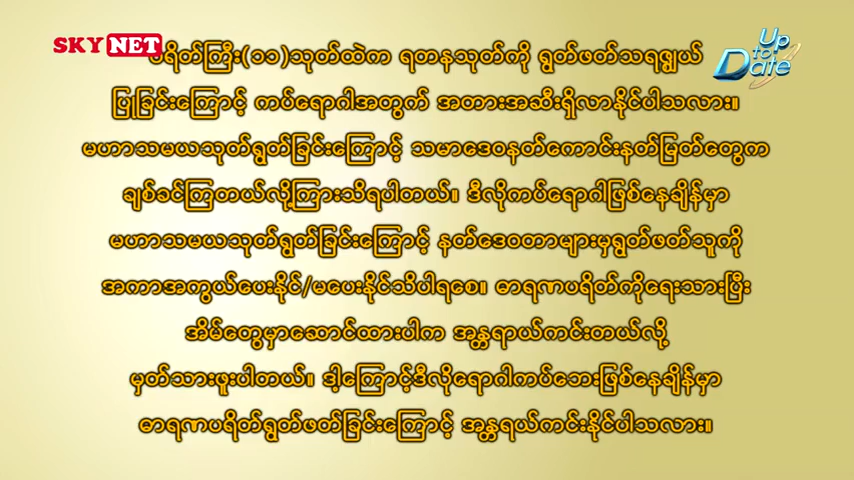 SKY NET
Up to Date
ပရိတ်ကြီး(၁၁)သုတ်ထဲက ရတနသုတ်ကို ရွတ်ဖတ်သရဇ္ဈယ်
ပြုခြင်းကြောင့် ကပ်ရောဂါအတွက် အတားအဆီးရှိလာနိုင်ပါသလား။
မဟာသမယသုတ်ရွတ်ခြင်းကြောင့် သမာဒေဝနတ်ကောင်းနတ်မြတ်တွေက
ချစ်ခင်ကြတယ်လို့ကြားသိရပါတယ်။ ဒီလိုကပ်ရောဂါဖြစ်နေချိန်မှာ
မဟာသမယသုတ်ရွတ်ခြင်းကြောင့် နတ်ဒေဝတာများမှရွတ်ဖတ်သူကို
အကာအကွယ်ပေးနိုင်/မပေးနိုင်သိပါရစေ။ ဓာရဏပရိတ်ကိုရေးသားပြီး
အိမ်တွေမှာဆောင်ထားပါက အန္တရာယ်ကင်းတယ်လို့
မှတ်သားဖူးပါတယ်။ ဒါ့ကြောင့်ဒီလိုရောဂါကပ်ဘေးဖြစ်နေချိန်မှာ
ဓာရဏပရိတ်ရွတ်ဖတ်ခြင်းကြောင့် အန္တရယ်ကင်းနိုင်ပါသလား။